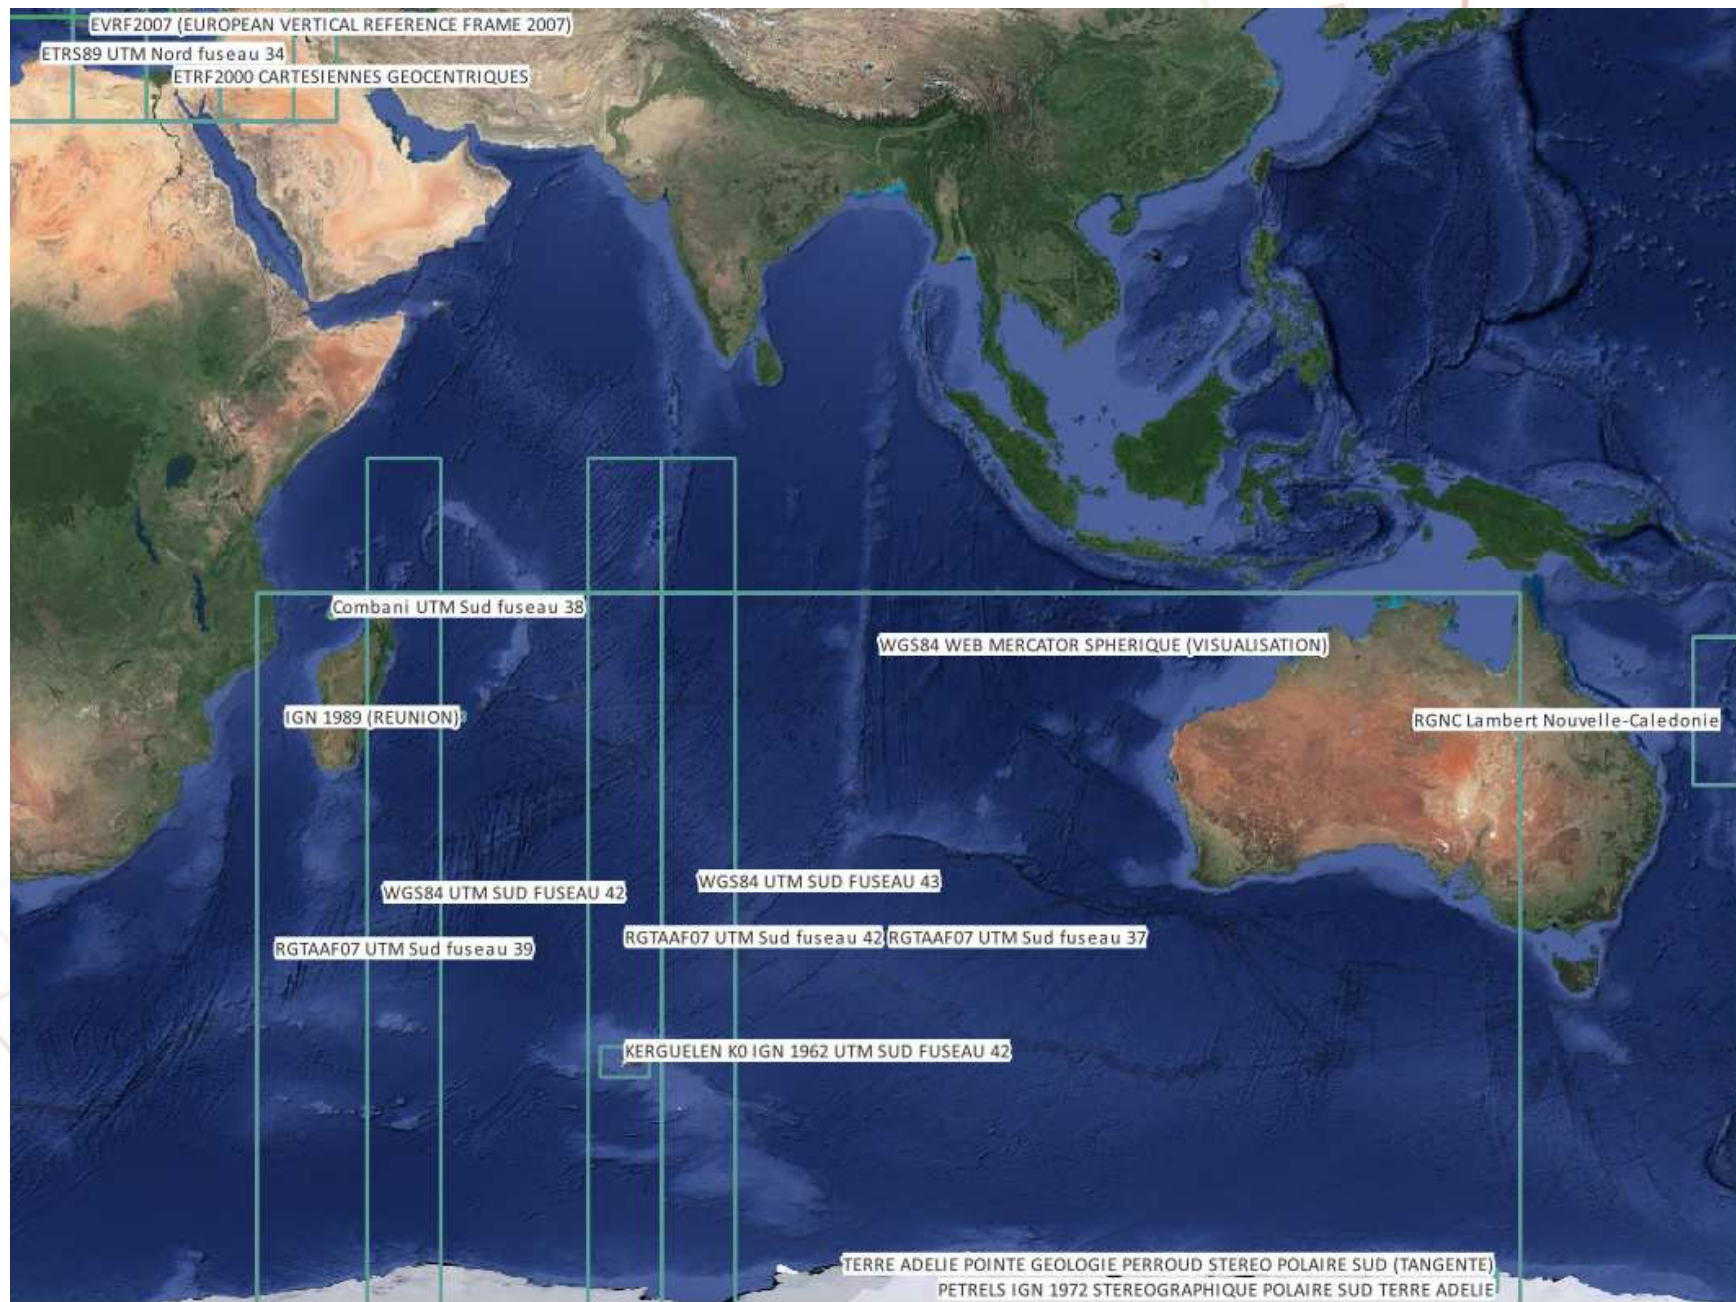 EVRF2007 (EUROPEAN VERTICAL REFERENCE FRAME 2007)
ETRS89 UTM Nord fuseau 34
ETRF2000 CARTESIENNES GEOCENTRIQUES
Combani UTM Sud fuseau 38
WGS84 WEB MERCATOR SPHERIQUE (VISUALISATION)
IGN 1989 (REUNION)
RGNC Lambert Nouvelle-Caledonie
WGS84 UTM SUD FUSEAU 43
WGS84 UTM SUD FUSEAU 42
RGTAAF07 UTM Sud fuseau 42
RGTAAF07 UTM Sud fuseau 37
RGTAAF07 UTM Sud fuseau 39
KERGUELEN K0 IGN 1962 UTM SUD FUSEAU 42
TERRE ADELIE POINTE GEOLOGIE PERROUD STEREO POLAIRE SUD (TANGENTE)
PETRELS IGN 1972 STEREOGRAPHIQUE POLAIRE SUD TERRE ADELIE